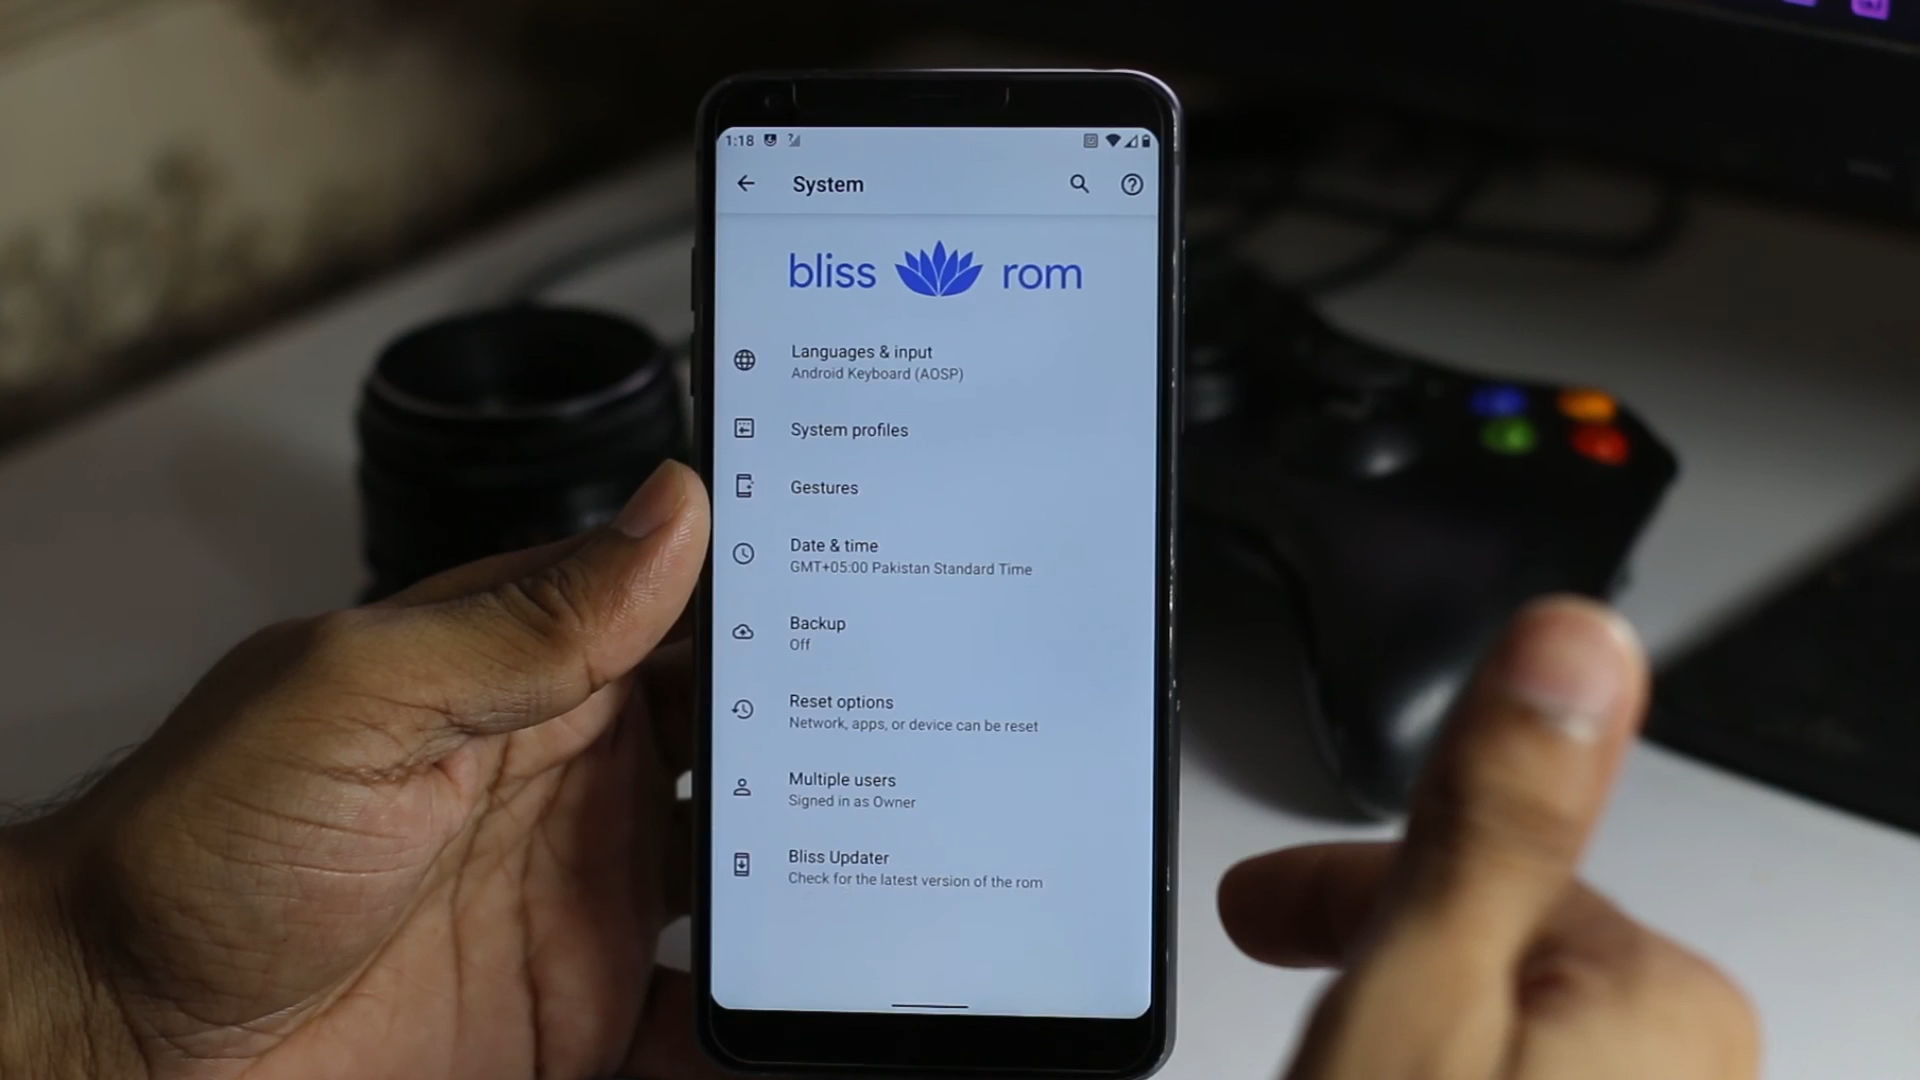 1:18
System
bliss rom
Languages & input
Android Keyboard (AOSP)
System profiles
Gestures
Date & time
GMT+05:00 Pakistan Standard Time
Backup
Off
Reset options
Network, apps, or device can be reset
Multiple users
Signed in as Owner
Bliss Updater
Check for the latest version of the rom